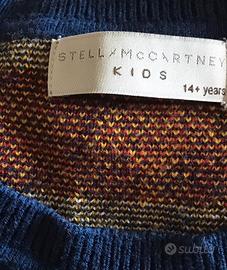 STELLA McCARTNEY
KIDS
14+ years
subito